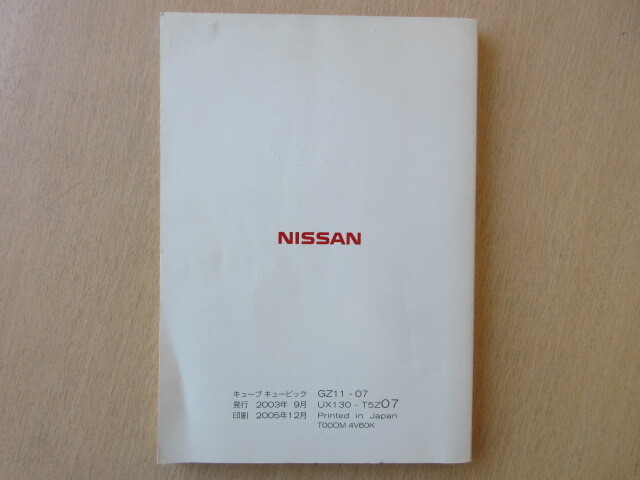 NISSAN
キューブ キュービック GZ11 - 07
発行 2003年 9月 UX130 - T5Z07
印刷 2005年12月 Printed in Japan
T00OM 4V60K